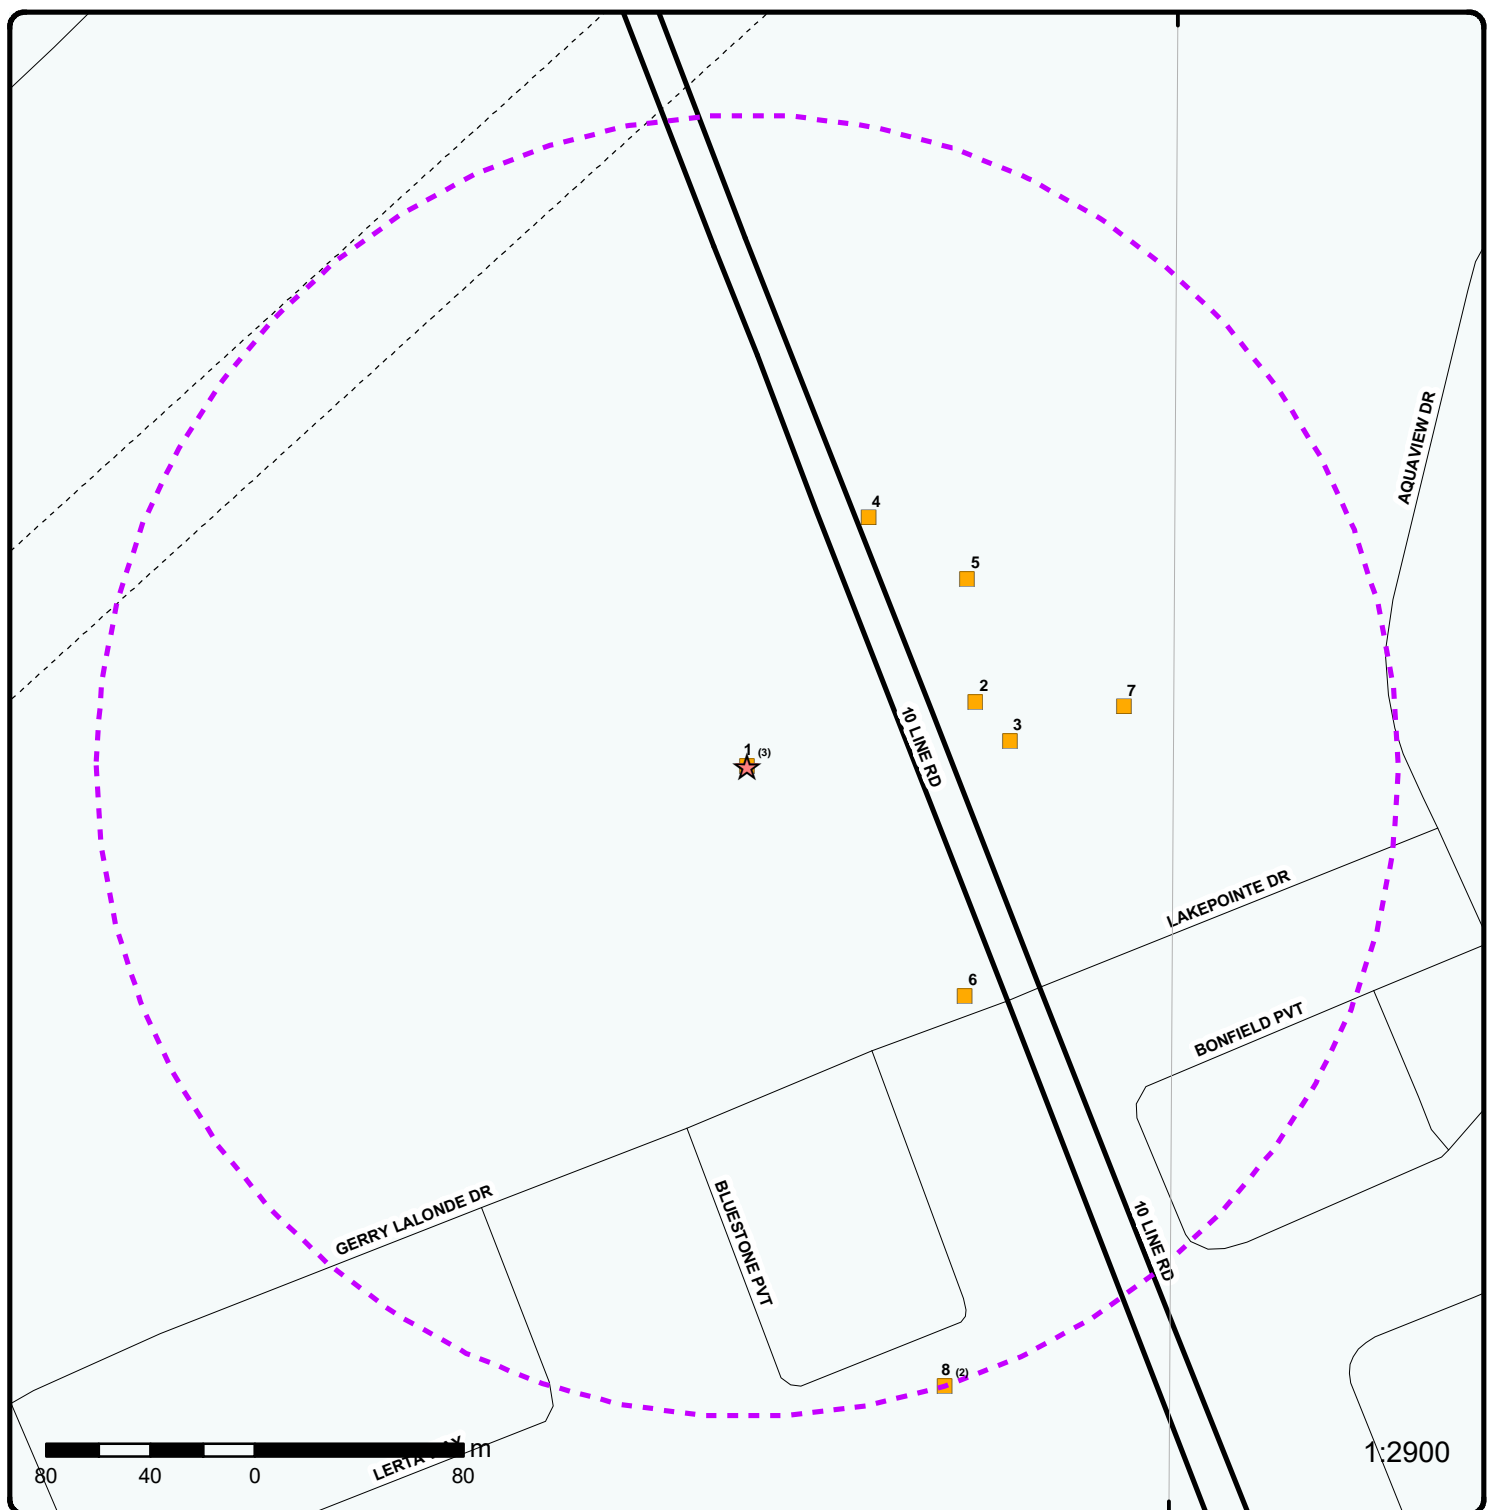 AQUAVIEW DR
4
5
2
7
3
10 LINE RD
1 (3)
LAKEPOINTE DR
6
BONFIELD PVT
GERRY LALONDE DR
BLUESTONE PVT
10 LINE RD
8 (2)
m
1:2900
80 40 0 80